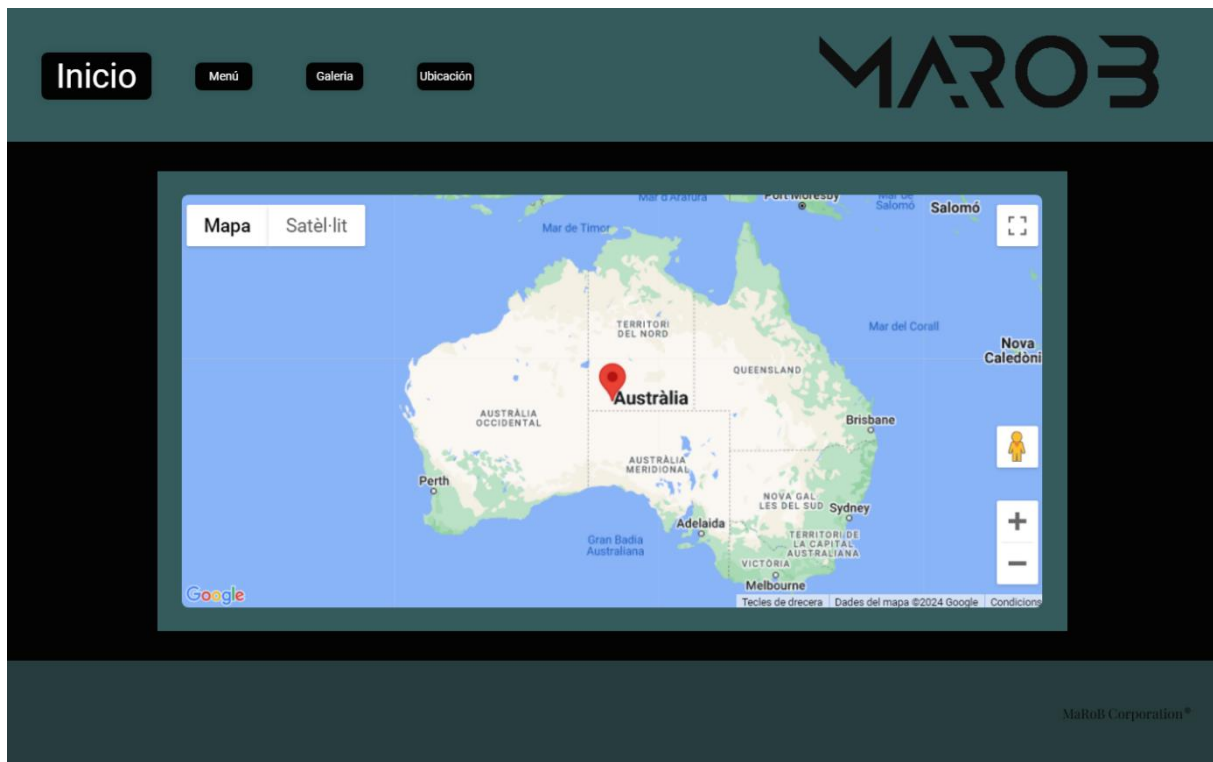 Inicio
Menú
Galeria
Ubicación
MAROB
Mapa
Satèl·lit
Mar d'Arafura
Port Moresby
Mar de
Salomó
Salomó
Mar de Timor
TERRITORI
DEL NORD
Mar del Corall
Nova
Caledòni
QUEENSLAND
Austràlia
AUSTRÀLIA
OCCIDENTAL
Brisbane
AUSTRÀLIA
MERIDIONAL
Perth
NOVA GAL
LES DEL SUD
Sydney
Adelaida
TERRITORI DE
LA CAPITAL
AUSTRALIANA
Gran Badia
Australiana
VICTÒRIA
Melbourne
Google
Tecles de drecera
Dades del mapa ©2024 Google
Condicions
MaRoB Corporation®